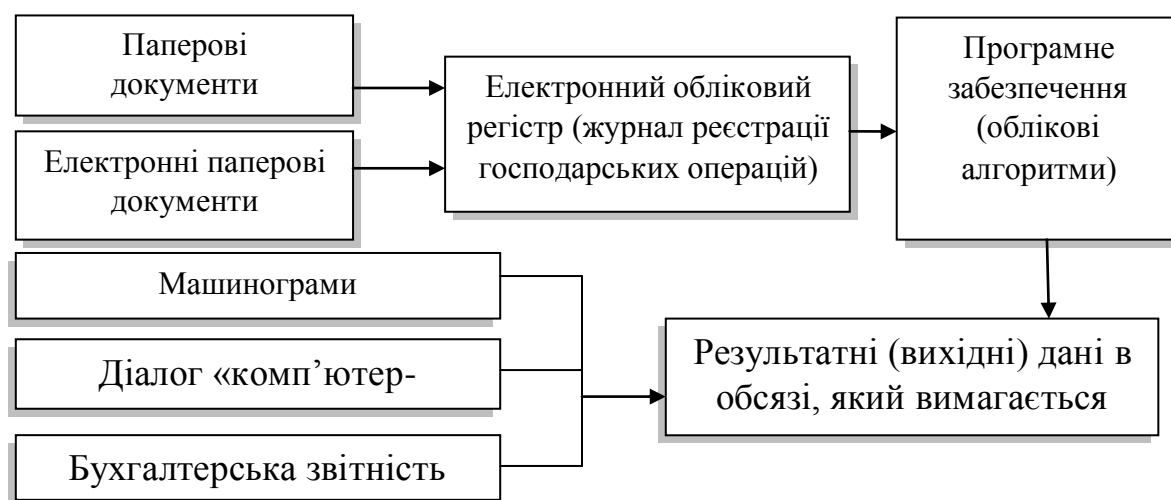 Паперові
документи
Електронні паперові
документи
Електронний обліковий
регістр (журнал реєстрації
господарських операцій)
Програмне
забезпечення
(облікові
алгоритми)
Машинограми
Діалог «комп’ютер-
Бухгалтерська звітність
Результатні (вихідні) дані в
обсязі, який вимагається